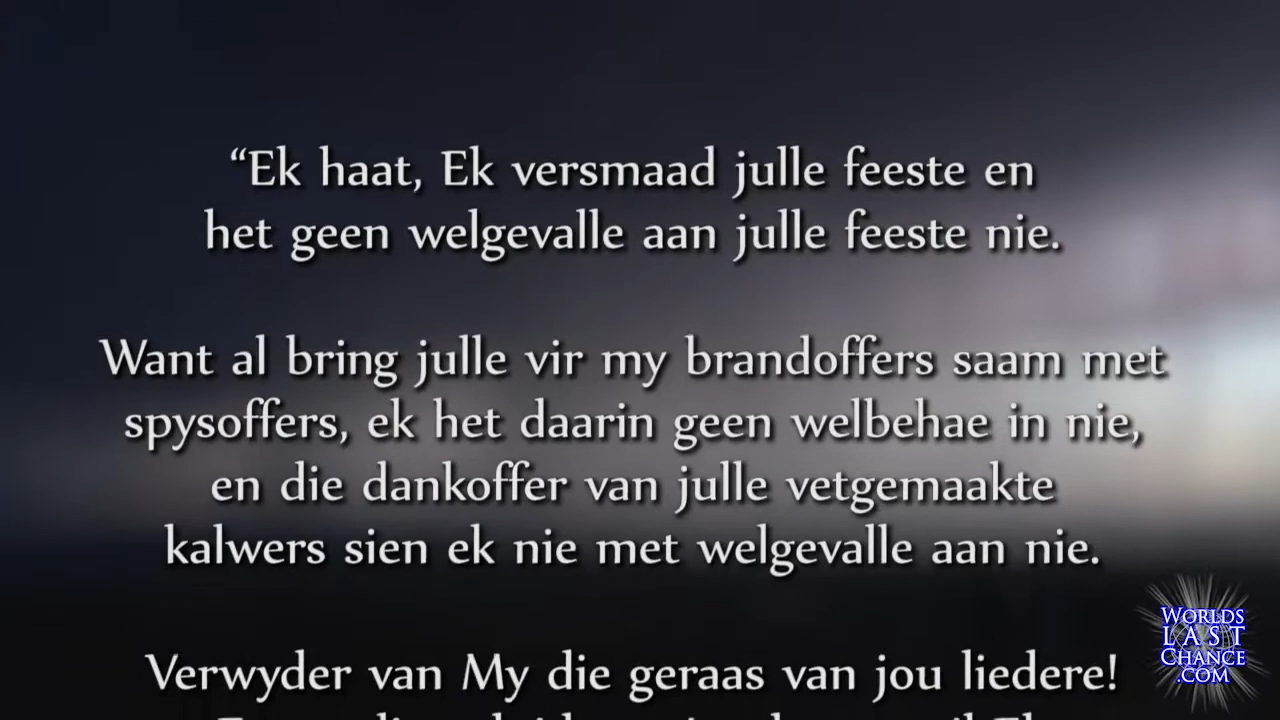 “Ek haat, Ek versmaad julle feeste en
het geen welgevalle aan julle feeste nie.
Want al bring julle vir my brandoffers saam met
spysoffers, ek het daarin geen welbehae in nie,
en die dankoffer van julle vetgemaakte
kalwers sien ek nie met welgevalle aan nie.
Verwyder van My die geraas van jou liedere!
WORLDS
LAST
CHANCE
.COM